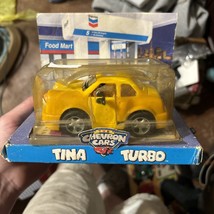 Chevron
Food Mart
THE
CHEVRON
CARS
TINA TURBO